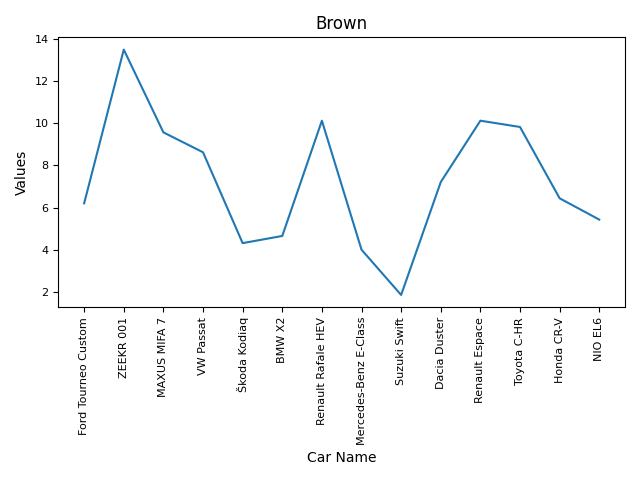 Brown
Values
14
12
10
8
6
4
2
Ford Tourneo Custom
ZEEKR 001
MAXUS MIFA 7
VW Passat
Škoda Kodiaq
BMW X2
Renault Rafale HEV
Mercedes-Benz E-Class
Suzuki Swift
Dacia Duster
Renault Espace
Toyota C-HR
Honda CR-V
NIO EL6
Car Name